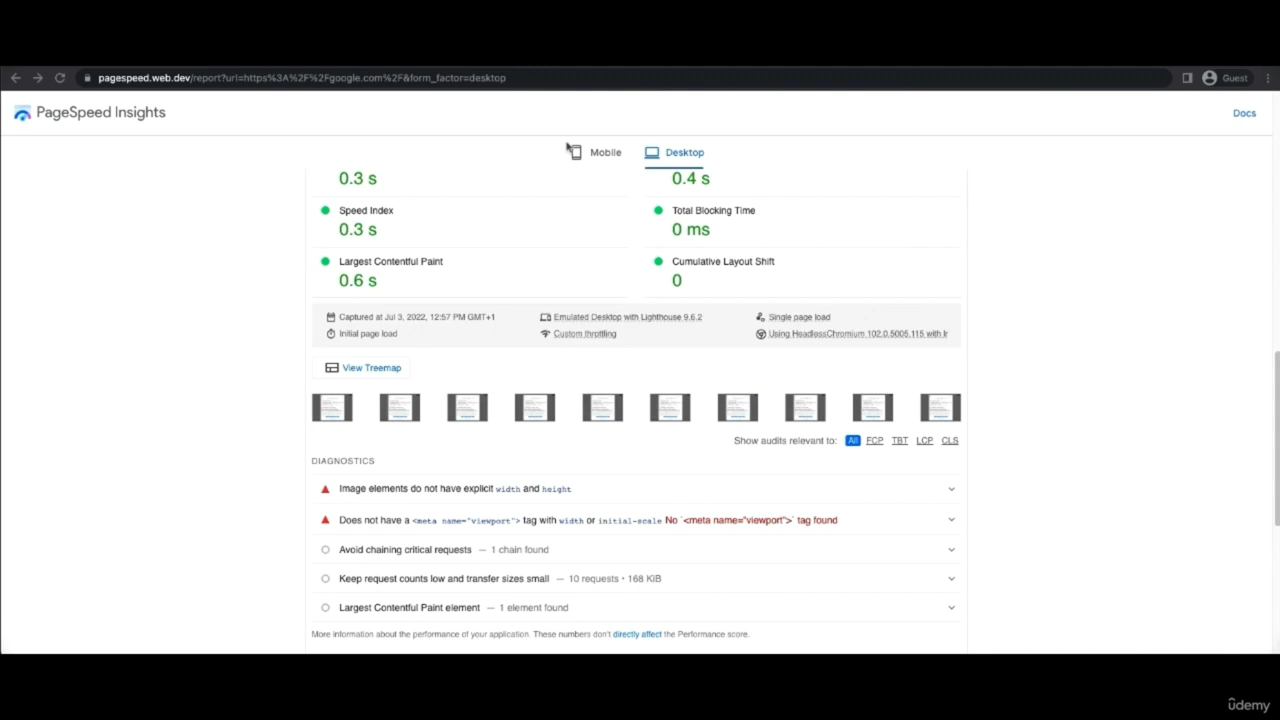 pagespeed.web.dev/report?url=https%3A%2F%2Fgoogle.com%2F&form_factor=desktop
Guest
PageSpeed Insights
Docs
Mobile
Desktop
0.3 s
0.4 s
Speed Index
Total Blocking Time
0.3 s
0 ms
Largest Contentful Paint
Cumulative Layout Shift
0.6 s
0
Captured at Jul 3, 2022, 12:57 PM GMT+1
Emulated Desktop with Lighthouse 9.6.2
Single page load
Initial page load
Custom throttling
Using HeadlessChromium 102.0.5005.115 with lr
View Treemap
Show audits relevant to: All FCP TBT LCP CLS
DIAGNOSTICS
Image elements do not have explicit width and height
Does not have a <meta name="viewport"> tag with width or initial-scale No `<meta name="viewport">` tag found
Avoid chaining critical requests — 1 chain found
Keep request counts low and transfer sizes small — 10 requests • 168 KiB
Largest Contentful Paint element — 1 element found
More information about the performance of your application. These numbers don't directly affect the Performance score.
ûdemy